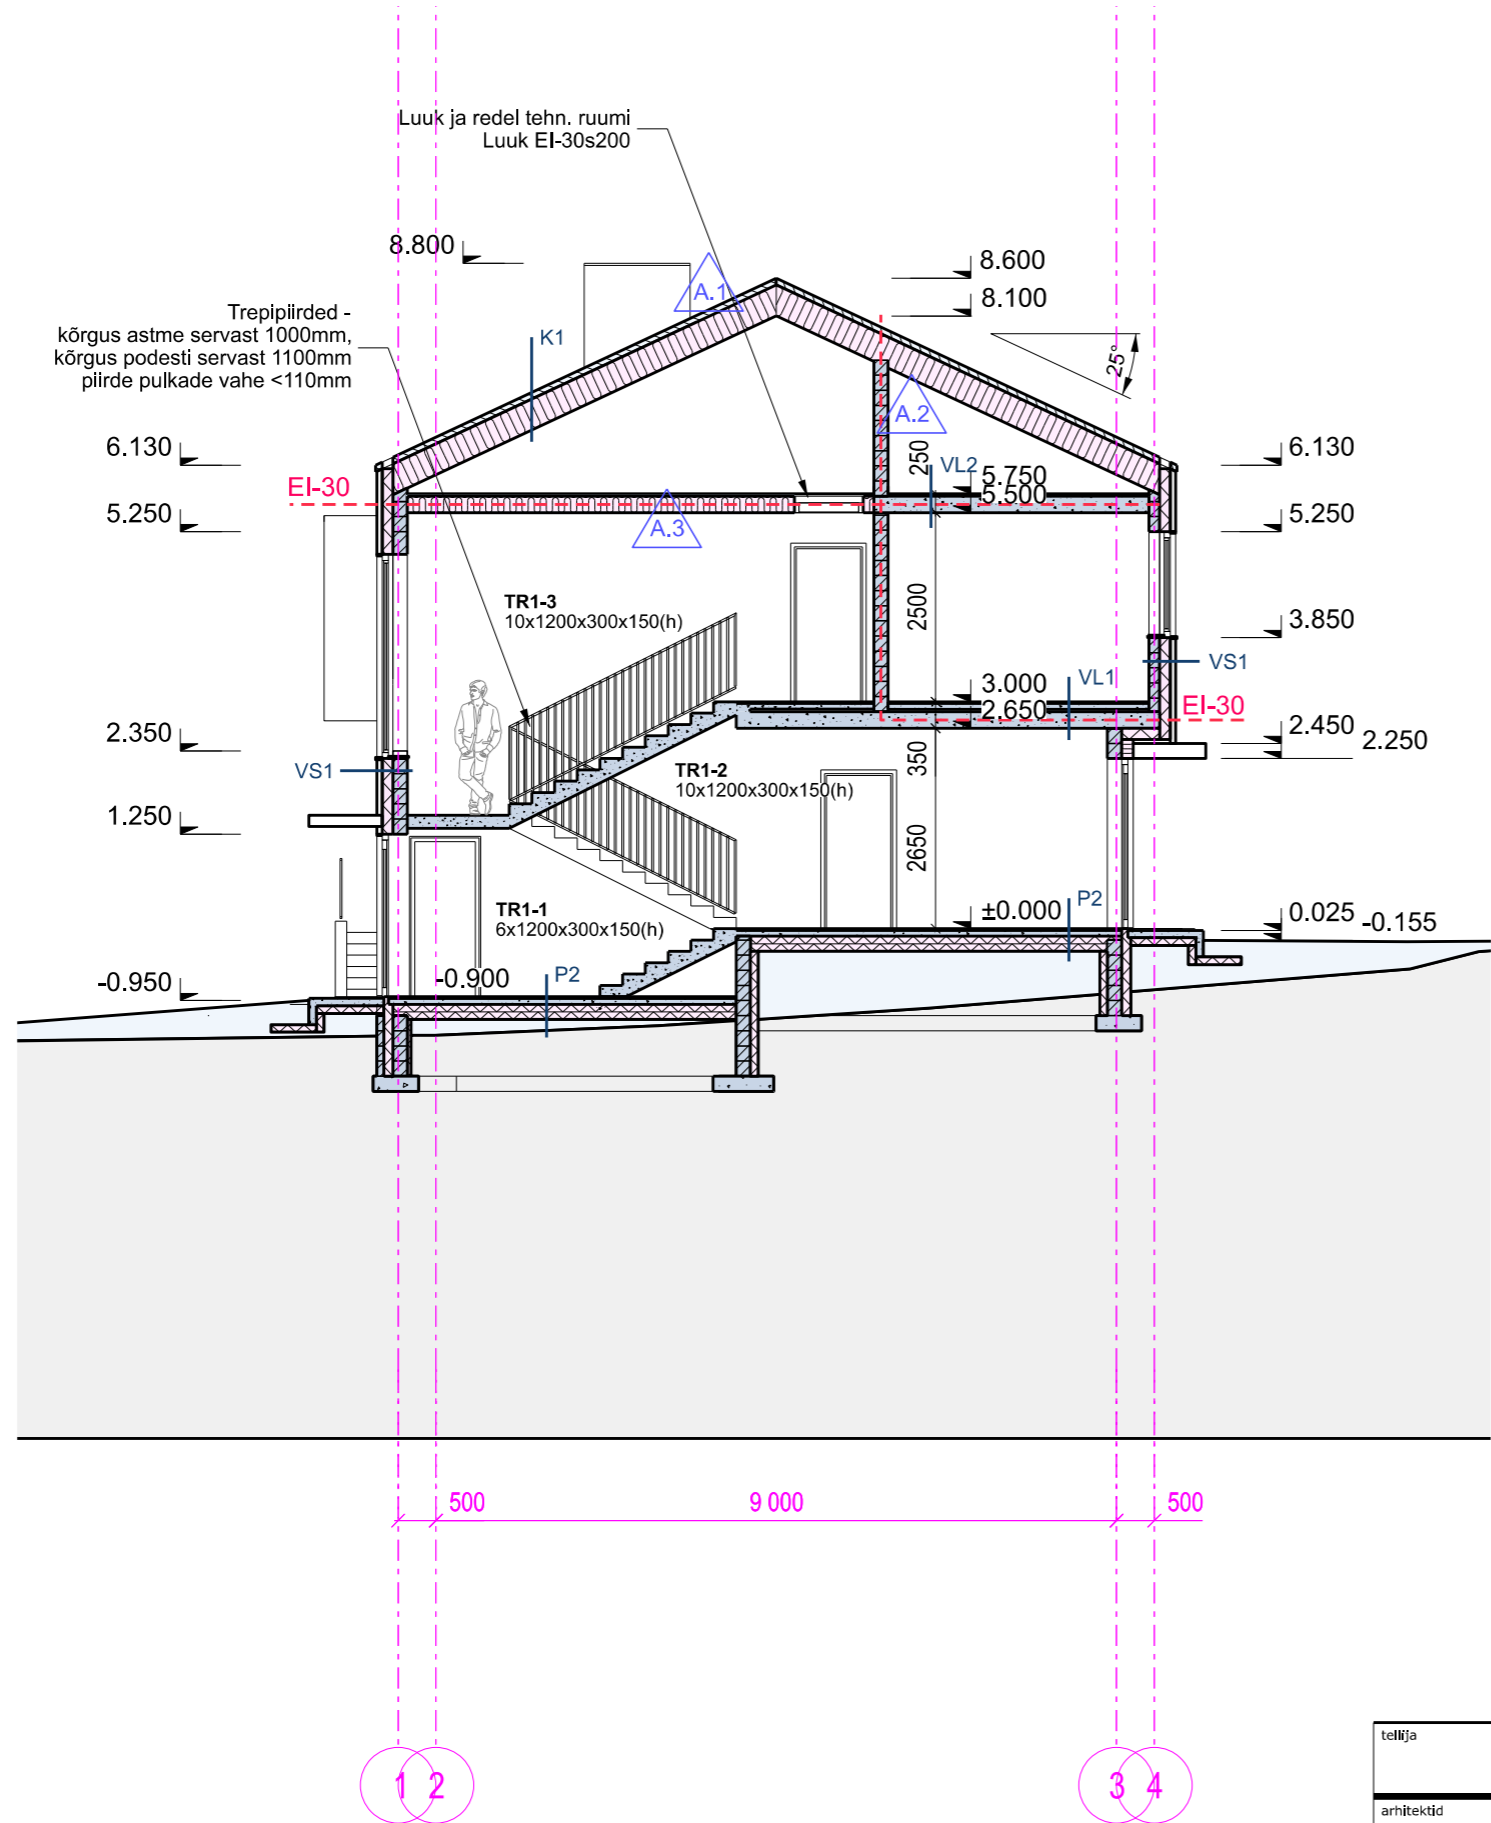 Luuk ja redel tehn. ruumi
Luuk EI-30s200
8.800
8.600
8.100
A.1
Trepipiirded -
kõrgus astme servast 1000mm,
kõrgus podesti servast 1100mm
piirde pulkade vahe <110mm
K1
25°
A.2
6.130
6.130
250
VL2
5.750
5.500
EI-30
5.250
5.250
A.3
TR1-3
10x1200x300x150(h)
2500
3.850
VS1
3.000
2.650
VL1
EI-30
2.350
2.450
2.250
VS1
350
TR1-2
10x1200x300x150(h)
1.250
2650
TR1-1
6x1200x300x150(h)
±0.000
P2
0.025
-0.155
-0.950
-0.900
P2
500
9 000
500
1
2
3
4
tellija
arhitektid